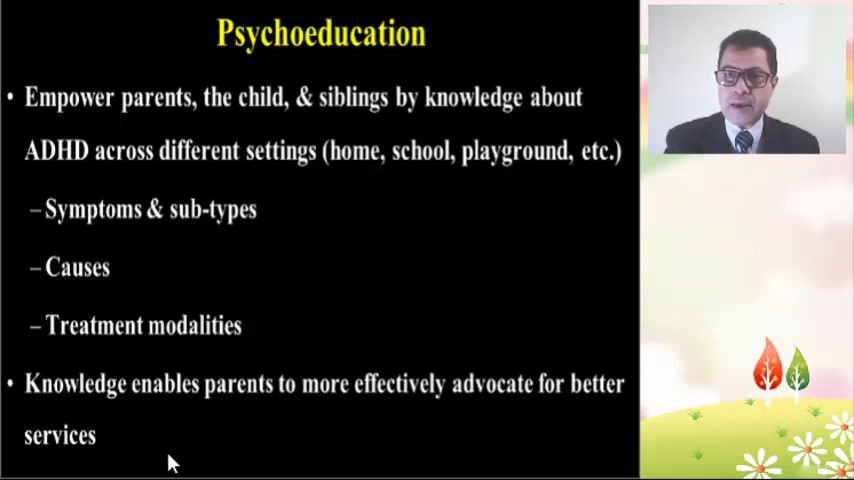 Psychoeducation
• Empower parents, the child, & siblings by knowledge about
ADHD across different settings (home, school, playground, etc.)
– Symptoms & sub-types
– Causes
– Treatment modalities
• Knowledge enables parents to more effectively advocate for better
services